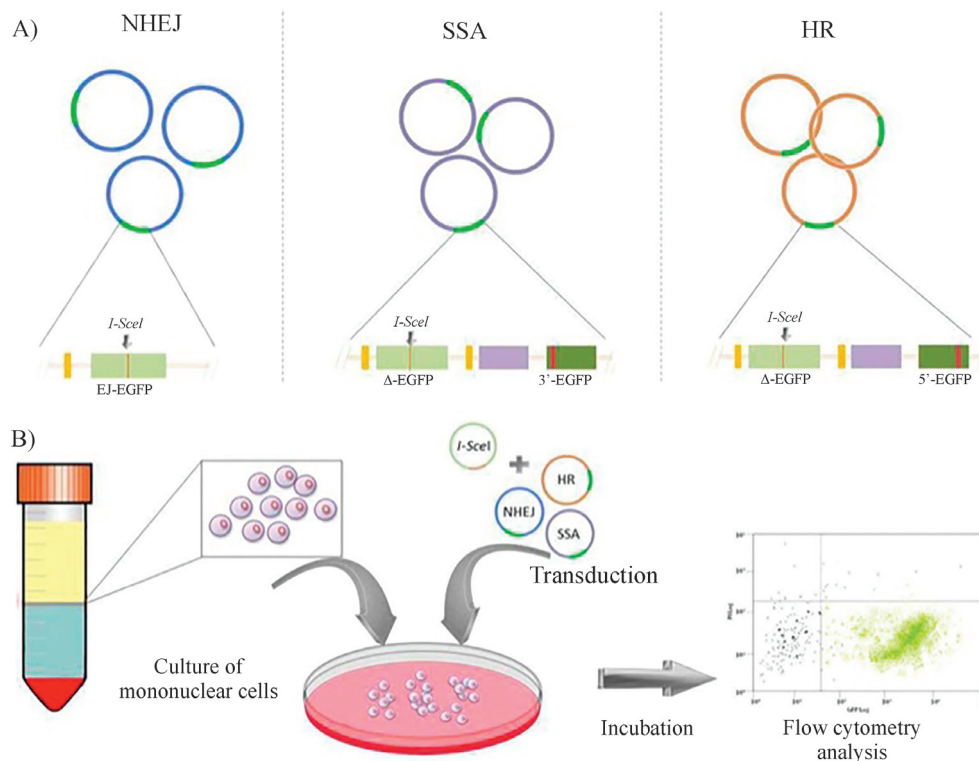 A)
NHEJ
SSA
HR
I-SceI
EJ-EGFP
I-SceI
Δ-EGFP
3’-EGFP
I-SceI
Δ-EGFP
5’-EGFP
B)
I-SceI
HR
NHEJ
SSA
Transduction
Culture of
mononuclear cells
Incubation
Flow cytometry
analysis